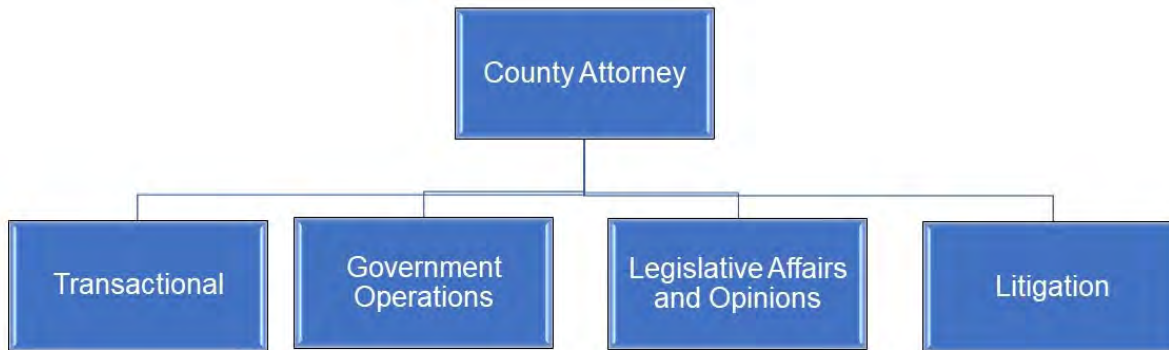 County Attorney
Transactional
Government
Operations
Legislative Affairs
and Opinions
Litigation